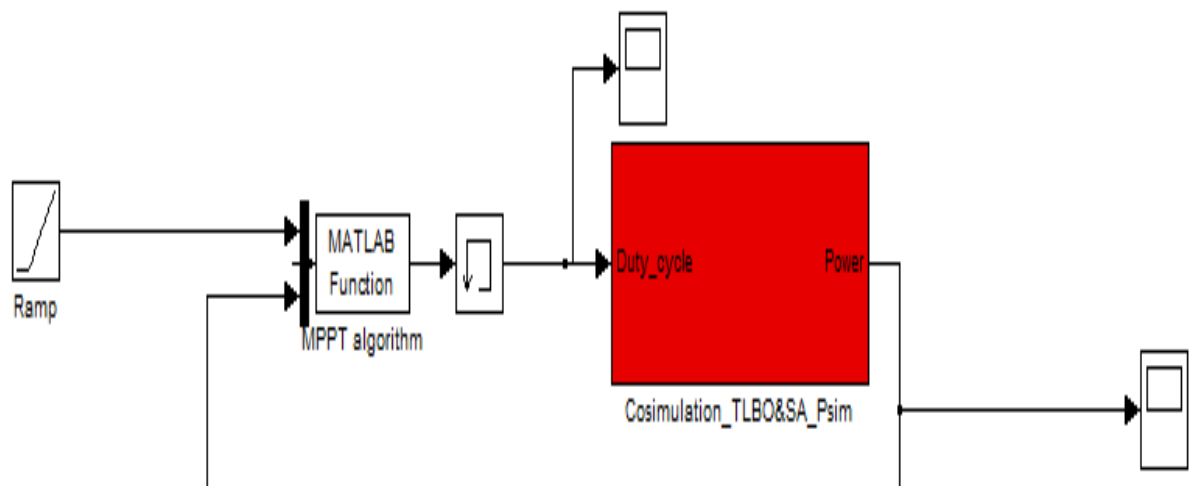 Ramp
MATLAB
Function
MPPT algorithm
Duty_cycle
Power
Cosimulation_TLBO&SA_Psim